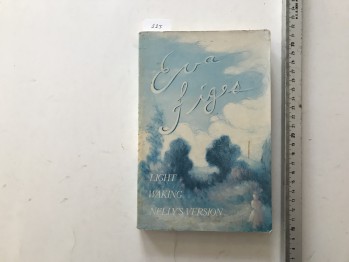 Eva
Figes
LIGHT
WAKING
NELLY'S VERSION